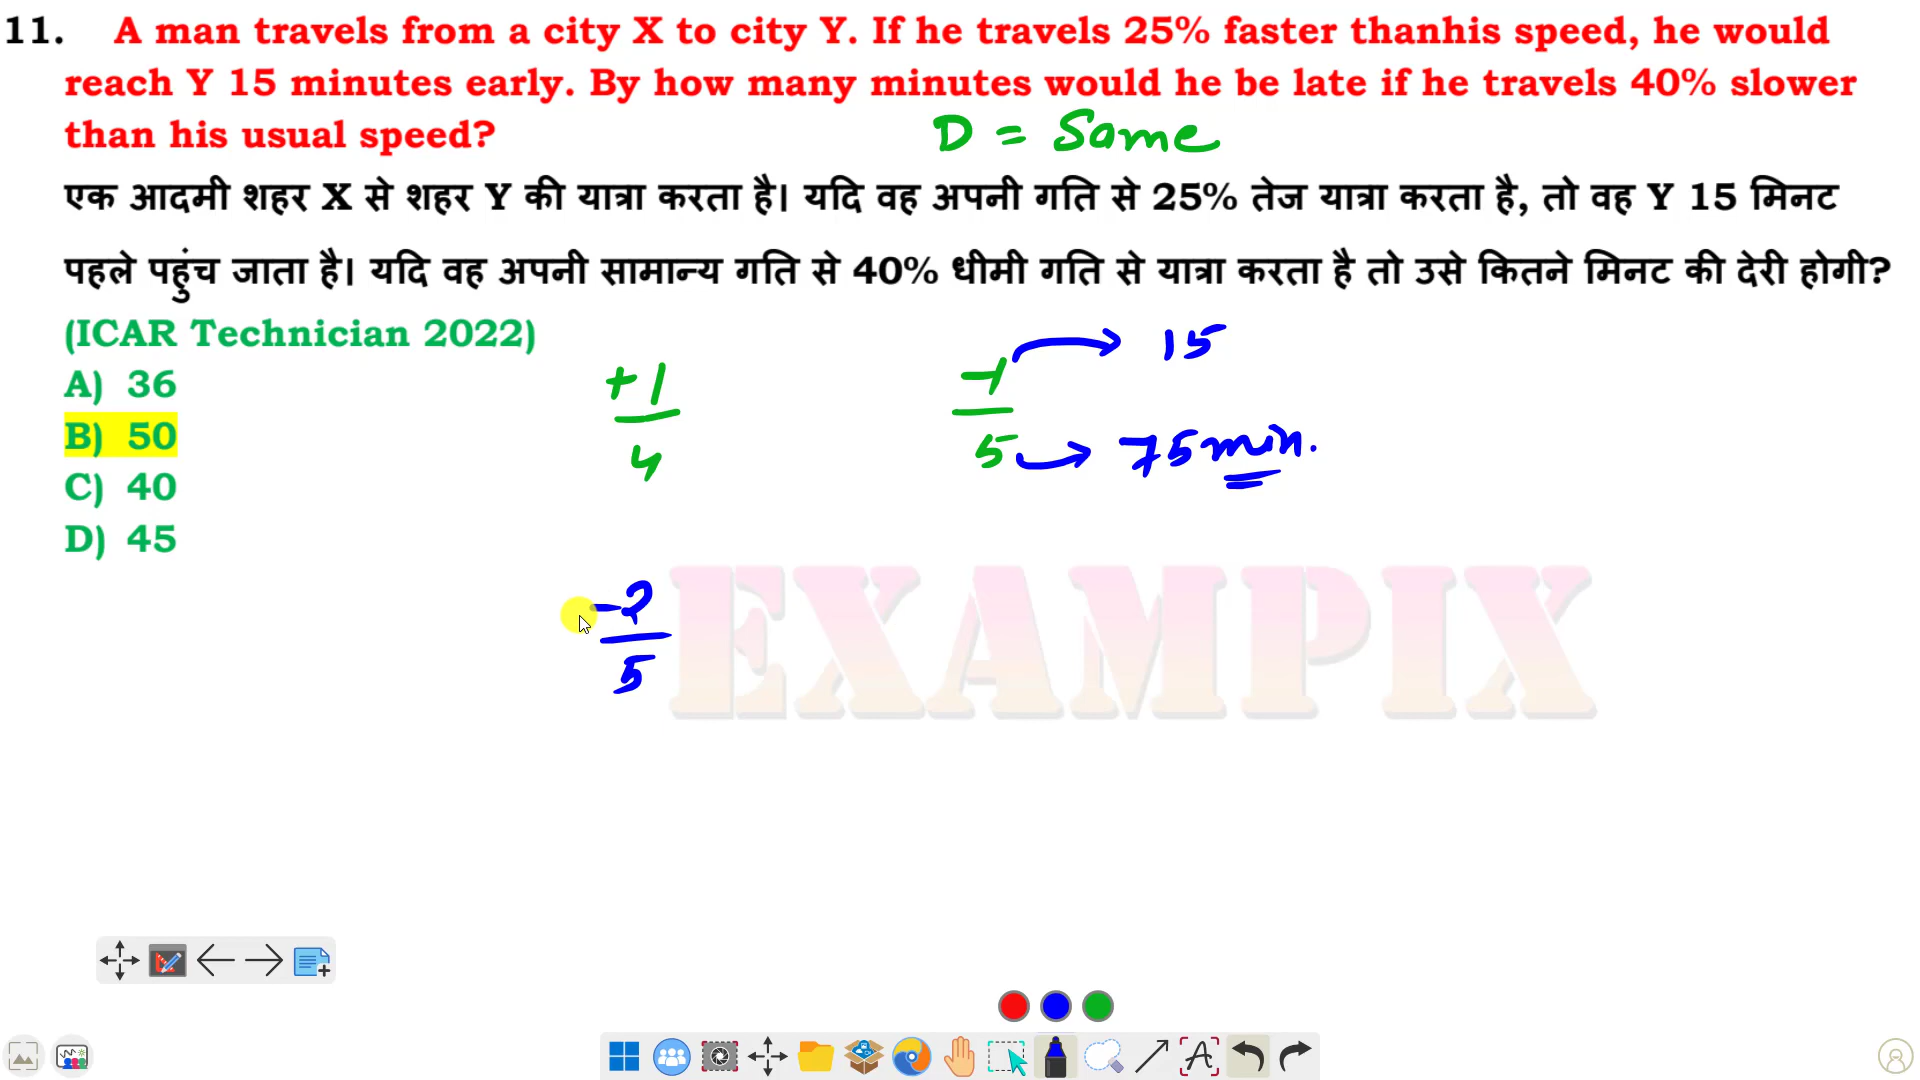 11. A man travels from a city X to city Y. If he travels 25% faster thanhis speed, he would
reach Y 15 minutes early. By how many minutes would he be late if he travels 40% slower
than his usual speed?
D = Same
एक आदमी शहर X से शहर Y की यात्रा करता है। यदि वह अपनी गति से 25% तेज यात्रा करता है, तो वह Y 15 मिनट
पहले पहुंच जाता है। यदि वह अपनी सामान्य गति से 40% धीमी गति से यात्रा करता है तो उसे कितने मिनट की देरी होगी?
(ICAR Technician 2022)
A) 36
B) 50
C) 40
D) 45
+1
4
-1
5
15
75 min.
-2
5
EXAMPIX